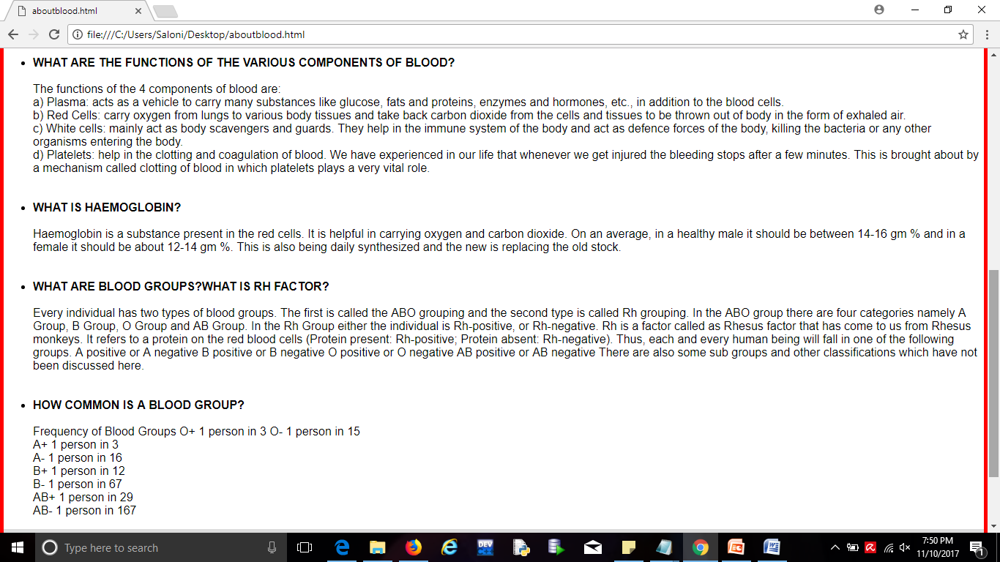 aboutblood.html
file:///C:/Users/Saloni/Desktop/aboutblood.html
WHAT ARE THE FUNCTIONS OF THE VARIOUS COMPONENTS OF BLOOD?
The functions of the 4 components of blood are:
a) Plasma: acts as a vehicle to carry many substances like glucose, fats and proteins, enzymes and hormones, etc., in addition to the blood cells.
b) Red Cells: carry oxygen from lungs to various body tissues and take back carbon dioxide from the cells and tissues to be thrown out of body in the form of exhaled air.
c) White cells: mainly act as body scavengers and guards. They help in the immune system of the body and act as defence forces of the body, killing the bacteria or any other
organisms entering the body.
d) Platelets: help in the clotting and coagulation of blood. We have experienced in our life that whenever we get injured the bleeding stops after a few minutes. This is brought about by
a mechanism called clotting of blood in which platelets plays a very vital role.
WHAT IS HAEMOGLOBIN?
Haemoglobin is a substance present in the red cells. It is helpful in carrying oxygen and carbon dioxide. On an average, in a healthy male it should be between 14-16 gm % and in a
female it should be about 12-14 gm %. This is also being daily synthesized and the new is replacing the old stock.
WHAT ARE BLOOD GROUPS?WHAT IS RH FACTOR?
Every individual has two types of blood groups. The first is called the ABO grouping and the second type is called Rh grouping. In the ABO group there are four categories namely A
Group, B Group, O Group and AB Group. In the Rh Group either the individual is Rh-positive, or Rh-negative. Rh is a factor called as Rhesus factor that has come to us from Rhesus
monkeys. It refers to a protein on the red blood cells (Protein present: Rh-positive; Protein absent: Rh-negative). Thus, each and every human being will fall in one of the following
groups. A positive or A negative B positive or B negative O positive or O negative AB positive or AB negative There are also some sub groups and other classifications which have not
been discussed here.
HOW COMMON IS A BLOOD GROUP?
Frequency of Blood Groups O+ 1 person in 3 O- 1 person in 15
A+ 1 person in 3
A- 1 person in 16
B+ 1 person in 12
B- 1 person in 67
AB+ 1 person in 29
AB- 1 person in 167
Type here to search
DEV
7:50 PM
11/10/2017
1